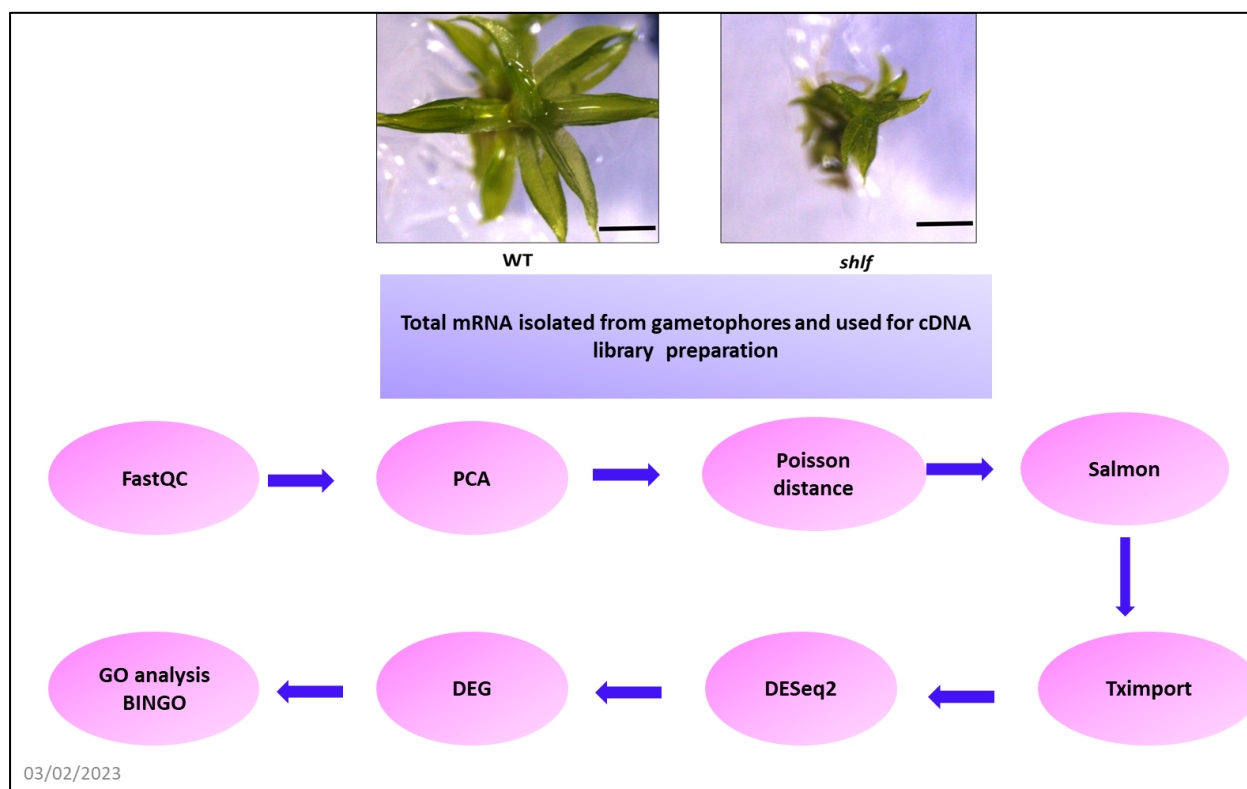 WT
shlf
Total mRNA isolated from gametophores and used for cDNA
library preparation
FastQC
PCA
Poisson
distance
Salmon
Tximport
DESeq2
DEG
GO analysis
BINGO
03/02/2023